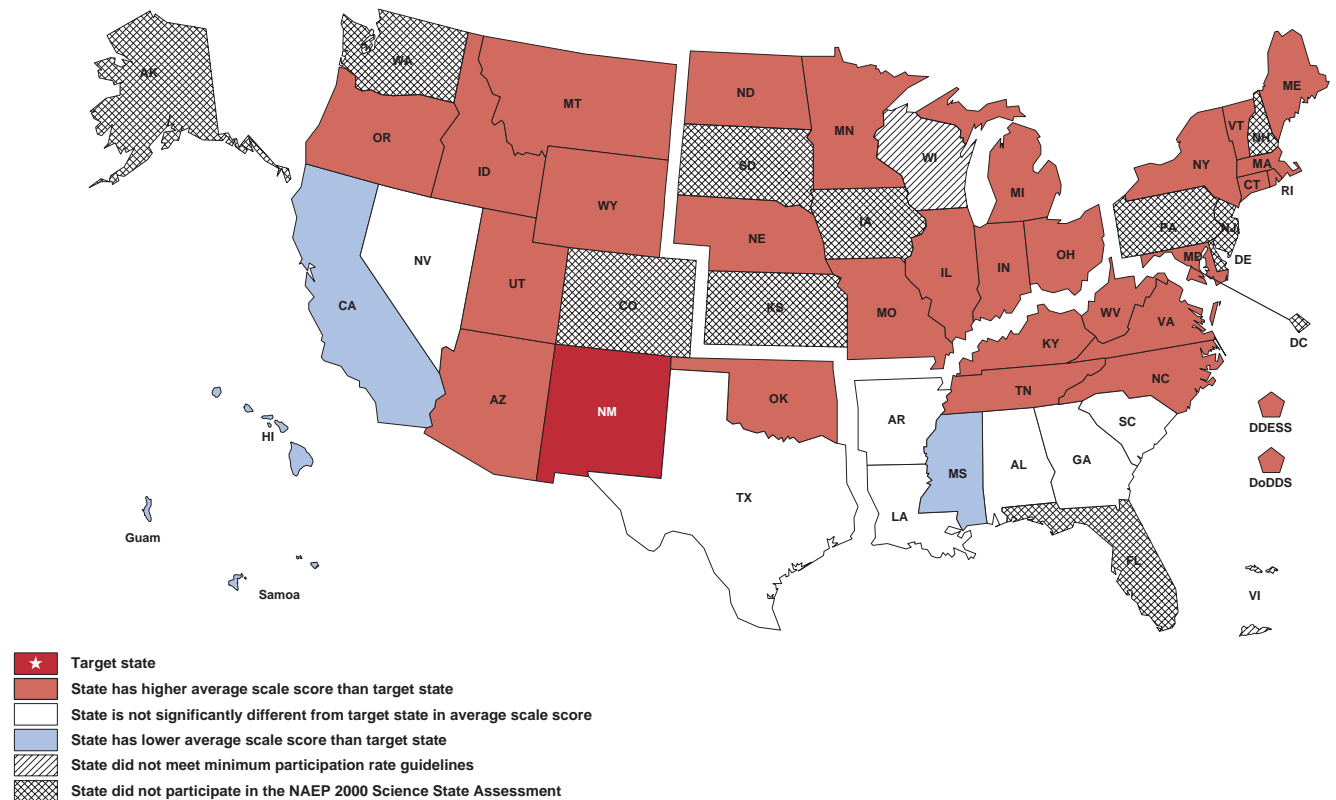 AK
WA
MT
ND
MN
ME
VT
NH
OR
ID
SD
WI
NY
MA
CT
RI
MI
WY
IA
PA
NJ
NE
NV
UT
CO
KS
IL
IN
OH
MD
DE
CA
MO
WV
VA
KY
DC
AZ
NM
OK
TN
NC
AR
SC
DDESS
HI
MS
AL
GA
DoDDS
TX
LA
Guam
FL
Samoa
VI
Target state
State has higher average scale score than target state
State is not significantly different from target state in average scale score
State has lower average scale score than target state
State did not meet minimum participation rate guidelines
State did not participate in the NAEP 2000 Science State Assessment